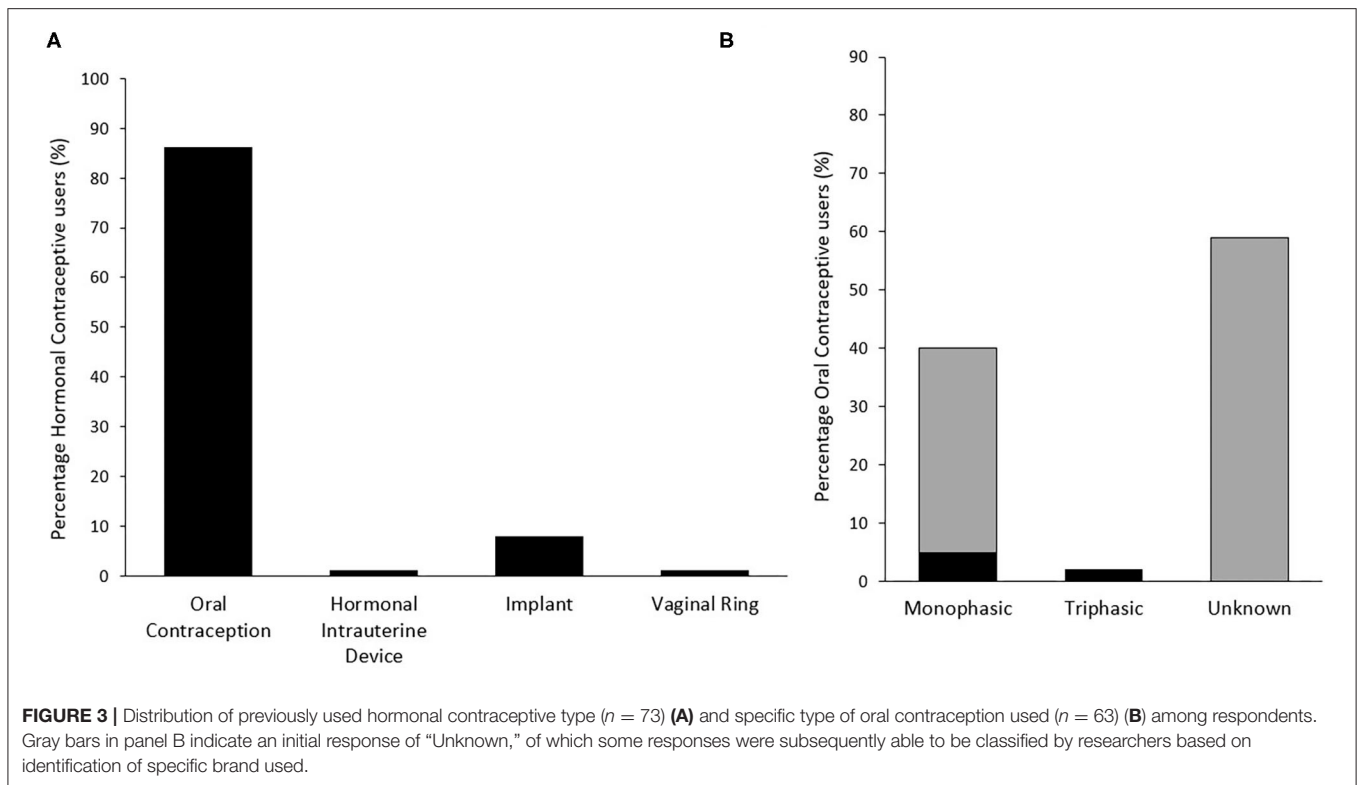 A
Percentage Hormonal Contraceptive users (%)
100
90
80
70
60
50
40
30
20
10
0
Oral
Contraception
Hormonal
Intrauterine
Device
Implant
Vaginal Ring
B
Percentage Oral Contraceptive users (%)
90
80
70
60
50
40
30
20
10
0
Monophasic
Triphasic
Unknown
FIGURE 3 | Distribution of previously used hormonal contraceptive type (n = 73) (A) and specific type of oral contraception used (n = 63) (B) among respondents.
Gray bars in panel B indicate an initial response of “Unknown,” of which some responses were subsequently able to be classified by researchers based on
identification of specific brand used.